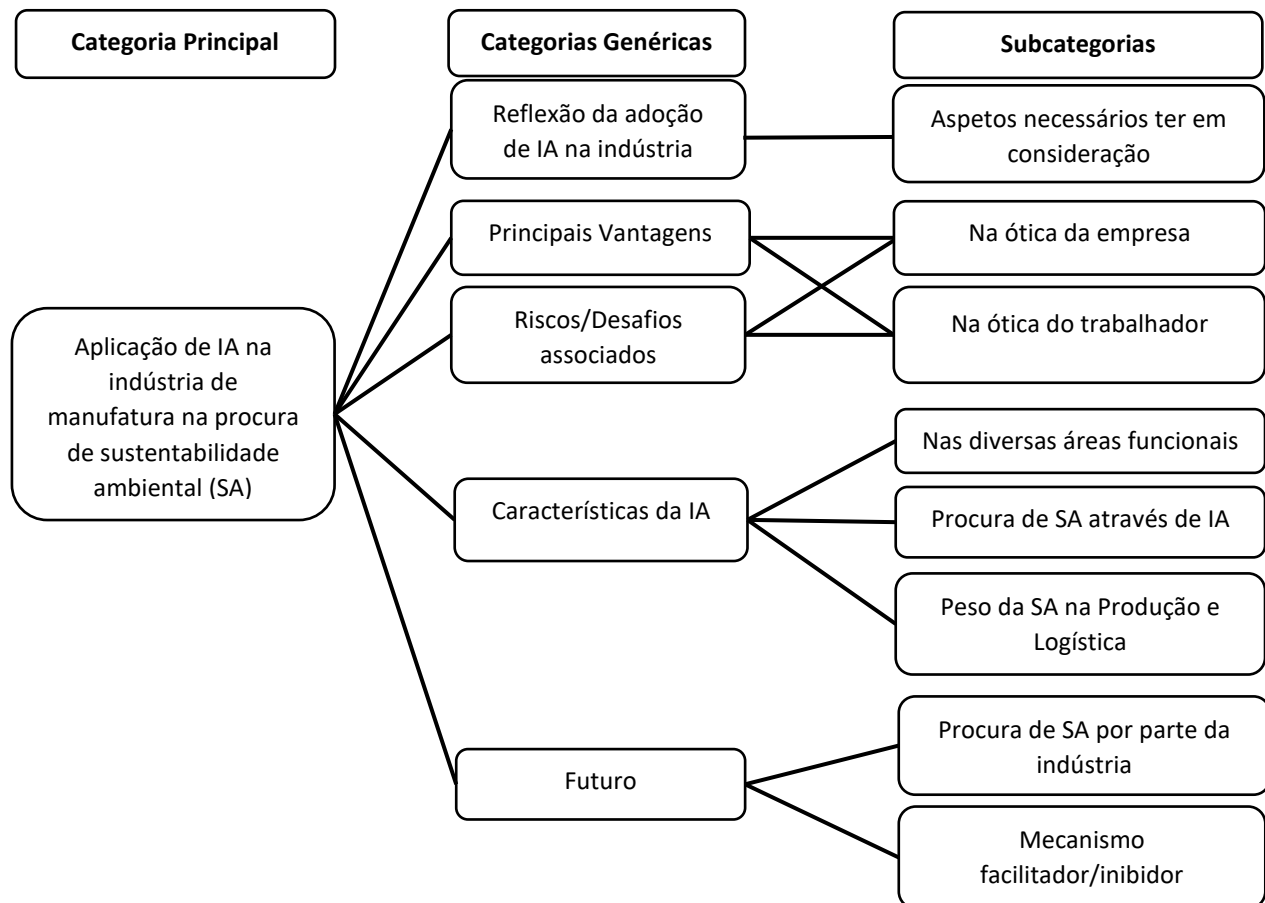 Categoria Principal
Categorias Genéricas
Subcategorias
Reflexão da adoção
de IA na indústria
Aspetos necessários ter em
consideração
Principais Vantagens
Na ótica da empresa
Riscos/Desafios
associados
Na ótica do trabalhador
Aplicação de IA na
indústria de
manufatura na procura
de sustentabilidade
ambiental (SA)
Características da IA
Nas diversas áreas funcionais
Procura de SA através de IA
Peso da SA na Produção e
Logística
Futuro
Procura de SA por parte da
indústria
Mecanismo
facilitador/inibidor